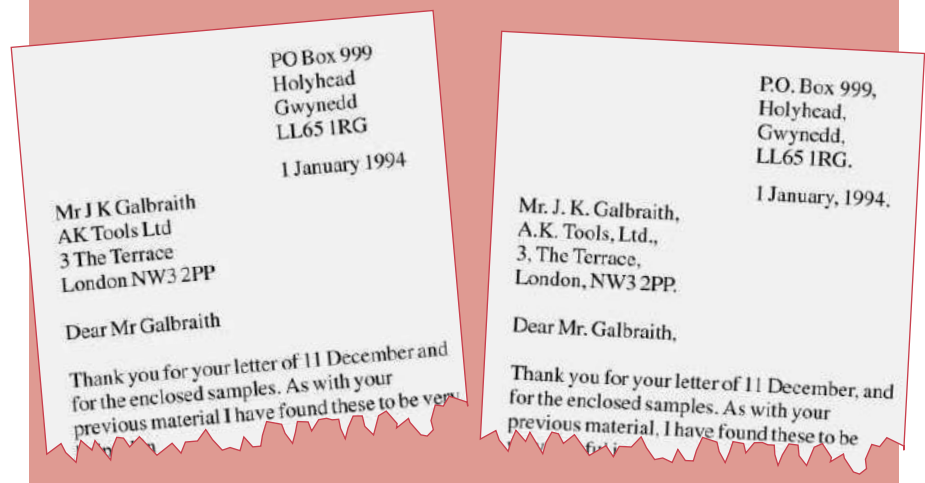 PO Box 999
Holyhead
Gwynedd
LL65 1RG
1 January 1994
Mr J K Galbraith
AK Tools Ltd
3 The Terrace
London NW3 2PP
Dear Mr Galbraith
Thank you for your letter of 11 December and
for the enclosed samples. As with your
previous material I have found these to be very
P.O. Box 999,
Holyhead,
Gwynedd,
LL65 1RG.
1 January, 1994.
Mr. J. K. Galbraith,
A.K. Tools, Ltd.,
3, The Terrace,
London, NW3 2PP.
Dear Mr. Galbraith,
Thank you for your letter of 11 December, and
for the enclosed samples. As with your
previous material, I have found these to be